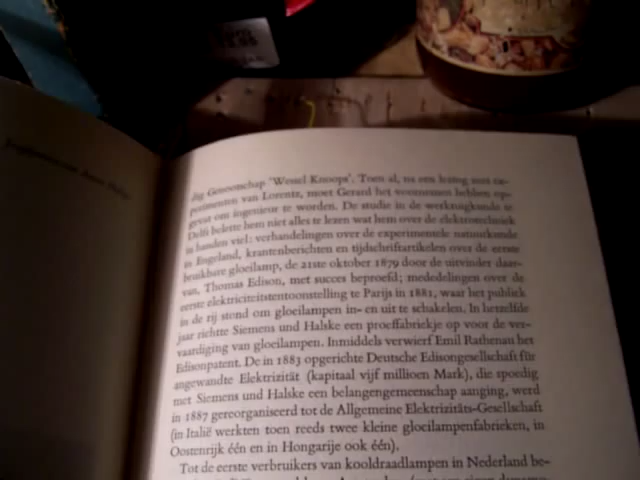 dig Genootschap 'Wessel Knoops'. Toen al, na een lezing met ex-
perimenten van Lorentz, moet Gerard het voornemen hebben opge-
gevat om ingenieur te worden. De studie in de werktuigkunde te
Delft belette hem niet alles te lezen wat hem over de elektrotechniek
in handen viel: verhandelingen over de experimentele natuurkunde
in Engeland, krantenberichten en tijdschriftartikelen over de eerste
bruikbare gloeilamp, de 21ste oktober 1879 door de uitvinder daar-
van, Thomas Edison, met succes beproefd; mededelingen over de
eerste elektriciteitstentoonstelling te Parijs in 1881, waar het publiek
in de rij stond om gloeilampen in- en uit te schakelen. In hetzelfde
jaar richtte Siemens und Halske een proeffabriekje op voor de ver-
vaardiging van gloeilampen. Inmiddels verwierf Emil Rathenau het
Edisonpatent. De in 1883 opgerichte Deutsche Edisongesellschaft für
angewandte Elektrizität (kapitaal vijf millioen Mark), die spoedig
met Siemens und Halske een belangengemeenschap aanging, werd
in 1887 gereorganiseerd tot de Allgemeine Elektrizitäts-Gesellschaft
(in Italië werkten toen reeds twee kleine gloeilampenfabrieken, in
Oostenrijk één en in Hongarije ook één).
Tot de eerste verbruikers van kooldraadlampen in Nederland be-